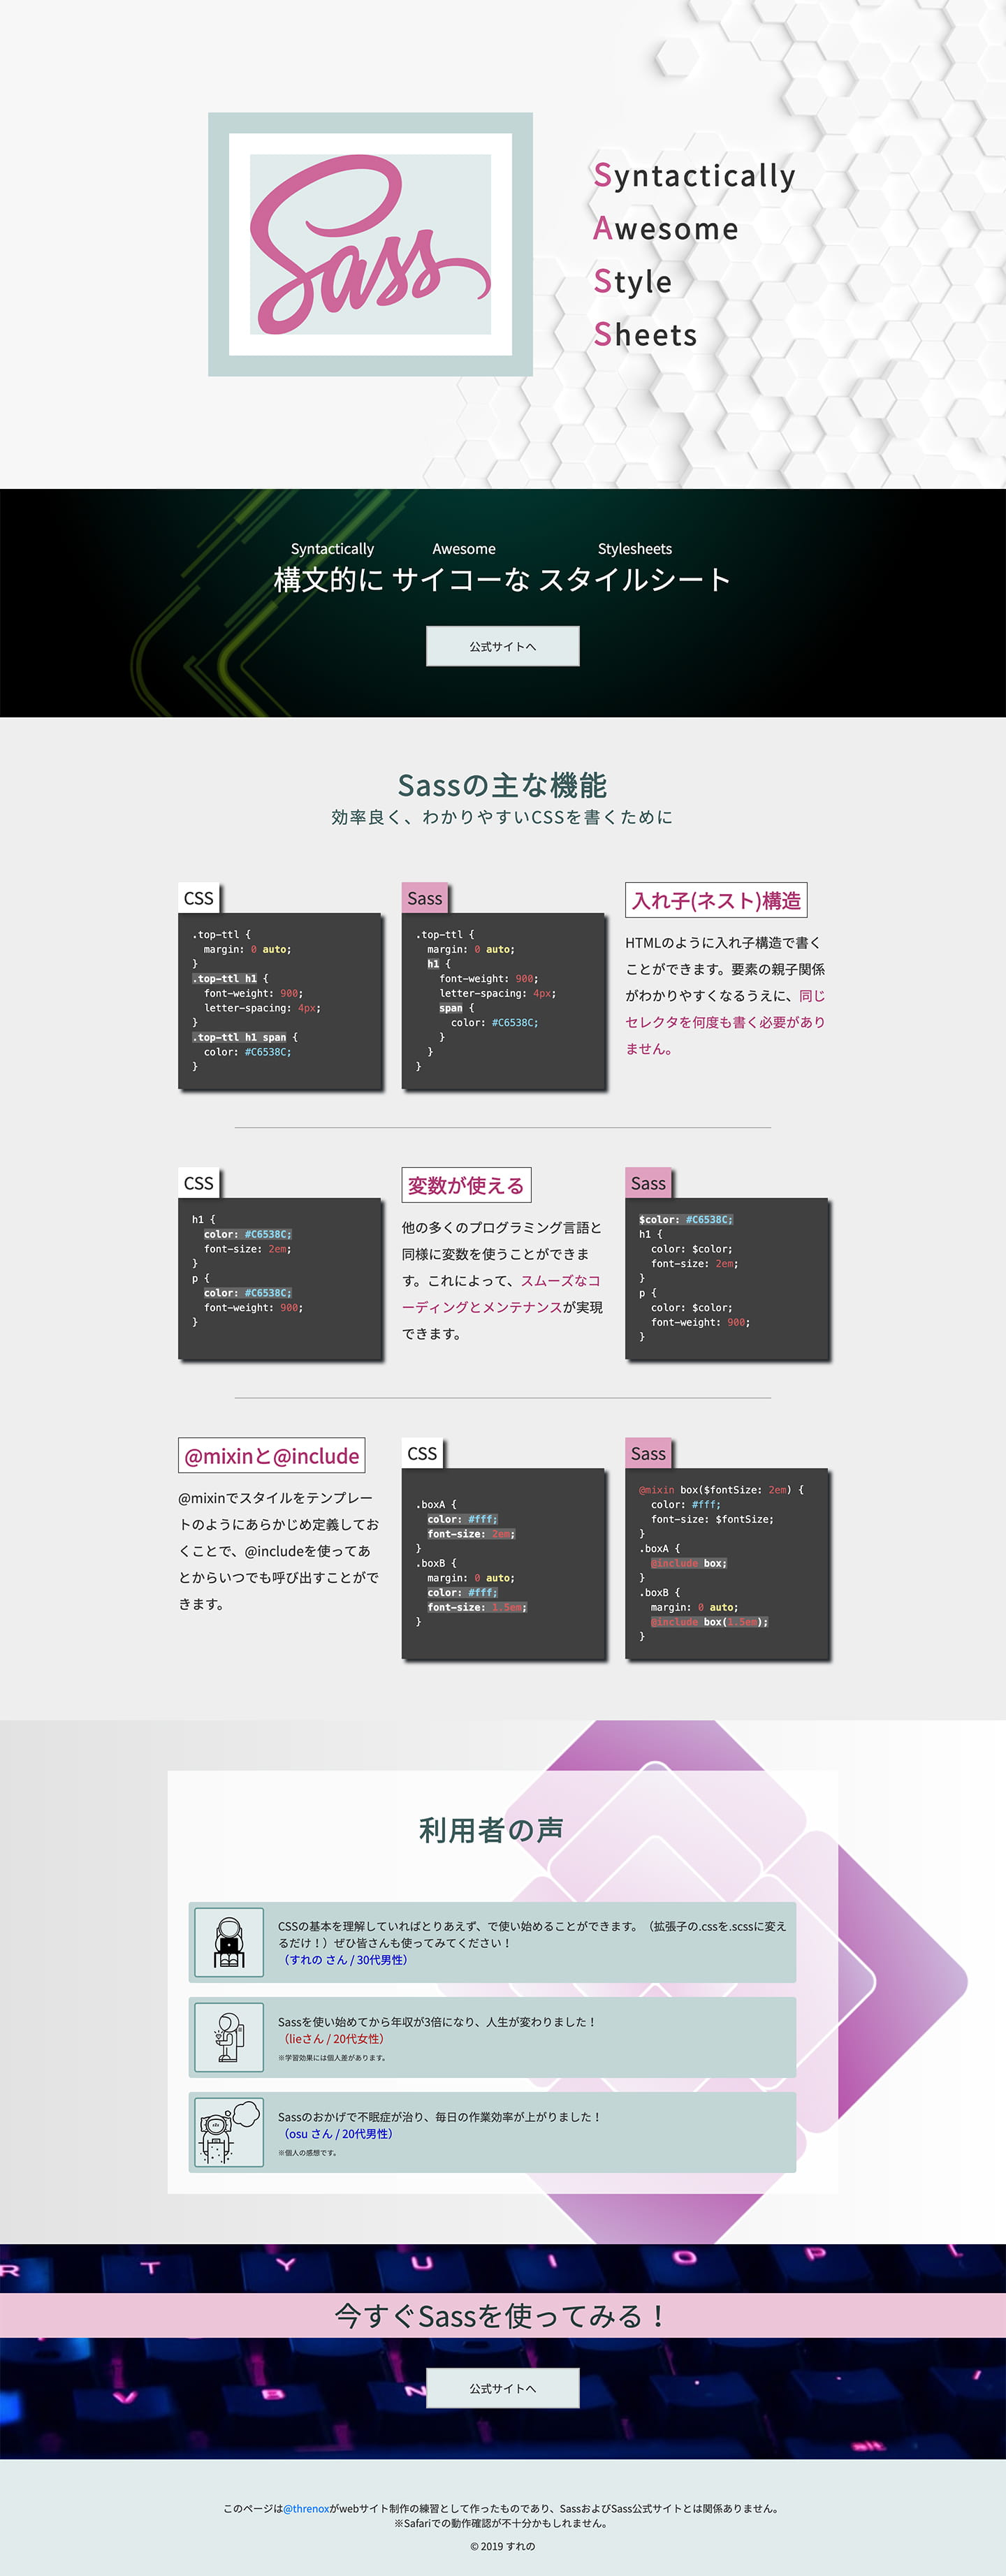 Sass
Syntactically
Awesome
Style
Sheets
Syntactically Awesome Stylesheets
構文的に サイコーな スタイルシート
公式サイトへ
Sassの主な機能
効率良く、わかりやすいCSSを書くために
CSS
.top-ttl {
margin: 0 auto;
}
.top-ttl h1 {
font-weight: 900;
letter-spacing: 4px;
}
.top-ttl h1 span {
color: #C6538C;
}
Sass
.top-ttl {
margin: 0 auto;
h1 {
font-weight: 900;
letter-spacing: 4px;
span {
color: #C6538C;
}
}
}
入れ子(ネスト)構造
HTMLのように入れ子構造で書く
ことができます。要素の親子関係
がわかりやすくなるうえに、同じ
セレクタを何度も書く必要があり
ません。
CSS
h1 {
color: #C6538C;
font-size: 2em;
}
p {
color: #C6538C;
font-weight: 900;
}
変数が使える
他の多くのプログラミング言語と
同様に変数を使うことができま
す。これによって、スムーズなコ
ーディングとメンテナンスが実現
できます。
Sass
$color: #C6538C;
h1 {
color: $color;
font-size: 2em;
}
p {
color: $color;
font-weight: 900;
}
@mixinと@include
@mixinでスタイルをテンプレー
トのようにあらかじめ定義してお
くことで、@includeを使ってあ
とからいつでも呼び出すことがで
きます。
CSS
.boxA {
color: #fff;
font-size: 2em;
}
.boxB {
margin: 0 auto;
color: #fff;
font-size: 1.5em;
}
Sass
@mixin box($fontSize: 2em) {
color: #fff;
font-size: $fontSize;
}
.boxA {
@include box;
}
.boxB {
margin: 0 auto;
@include box(1.5em);
}
利用者の声
CSSの基本を理解していればとりあえず、で使い始めることができます。（拡張子の.cssを.scssに変え
るだけ！）ぜひ皆さんも使ってみてください！
（すれの さん / 30代男性）
Sassを使い始めてから年収が3倍になり、人生が変わりました！
（lieさん / 20代女性）
※学習効果には個人差があります。
Sassのおかげで不眠症が治り、毎日の作業効率が上がりました！
（osu さん / 20代男性）
※個人の感想です。
R T Y U I O P
今すぐSassを使ってみる！
V B N
公式サイトへ
alt
このページは@threnoxがwebサイト制作の練習として作ったものであり、SassおよびSass公式サイトとは関係ありません。
※Safariでの動作確認が不十分かもしれません。
© 2019 すれの